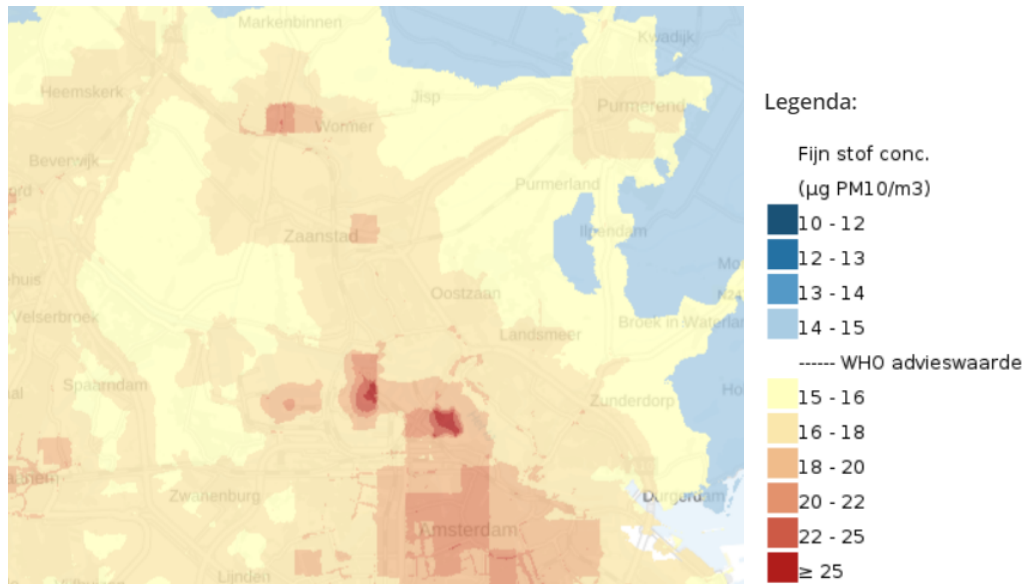 Markenbinnen
Kwadijk
Heemskerk
Jisp
Purmerend
Wormer
Beverwijk
Purmerland
Ilpendam
Zaanstad
Oostzaan
Velserbroek
Landsmeer
Broek in Waterlan
Spaarndam
Zunderdorp
Zwanenburg
Durgerdam
Amsterdam
Lijnden
Legenda:
Fijn stof conc.
(µg PM10/m3)
10 - 12
12 - 13
13 - 14
14 - 15
------ WHO advieswaarde
15 - 16
16 - 18
18 - 20
20 - 22
22 - 25
≥ 25